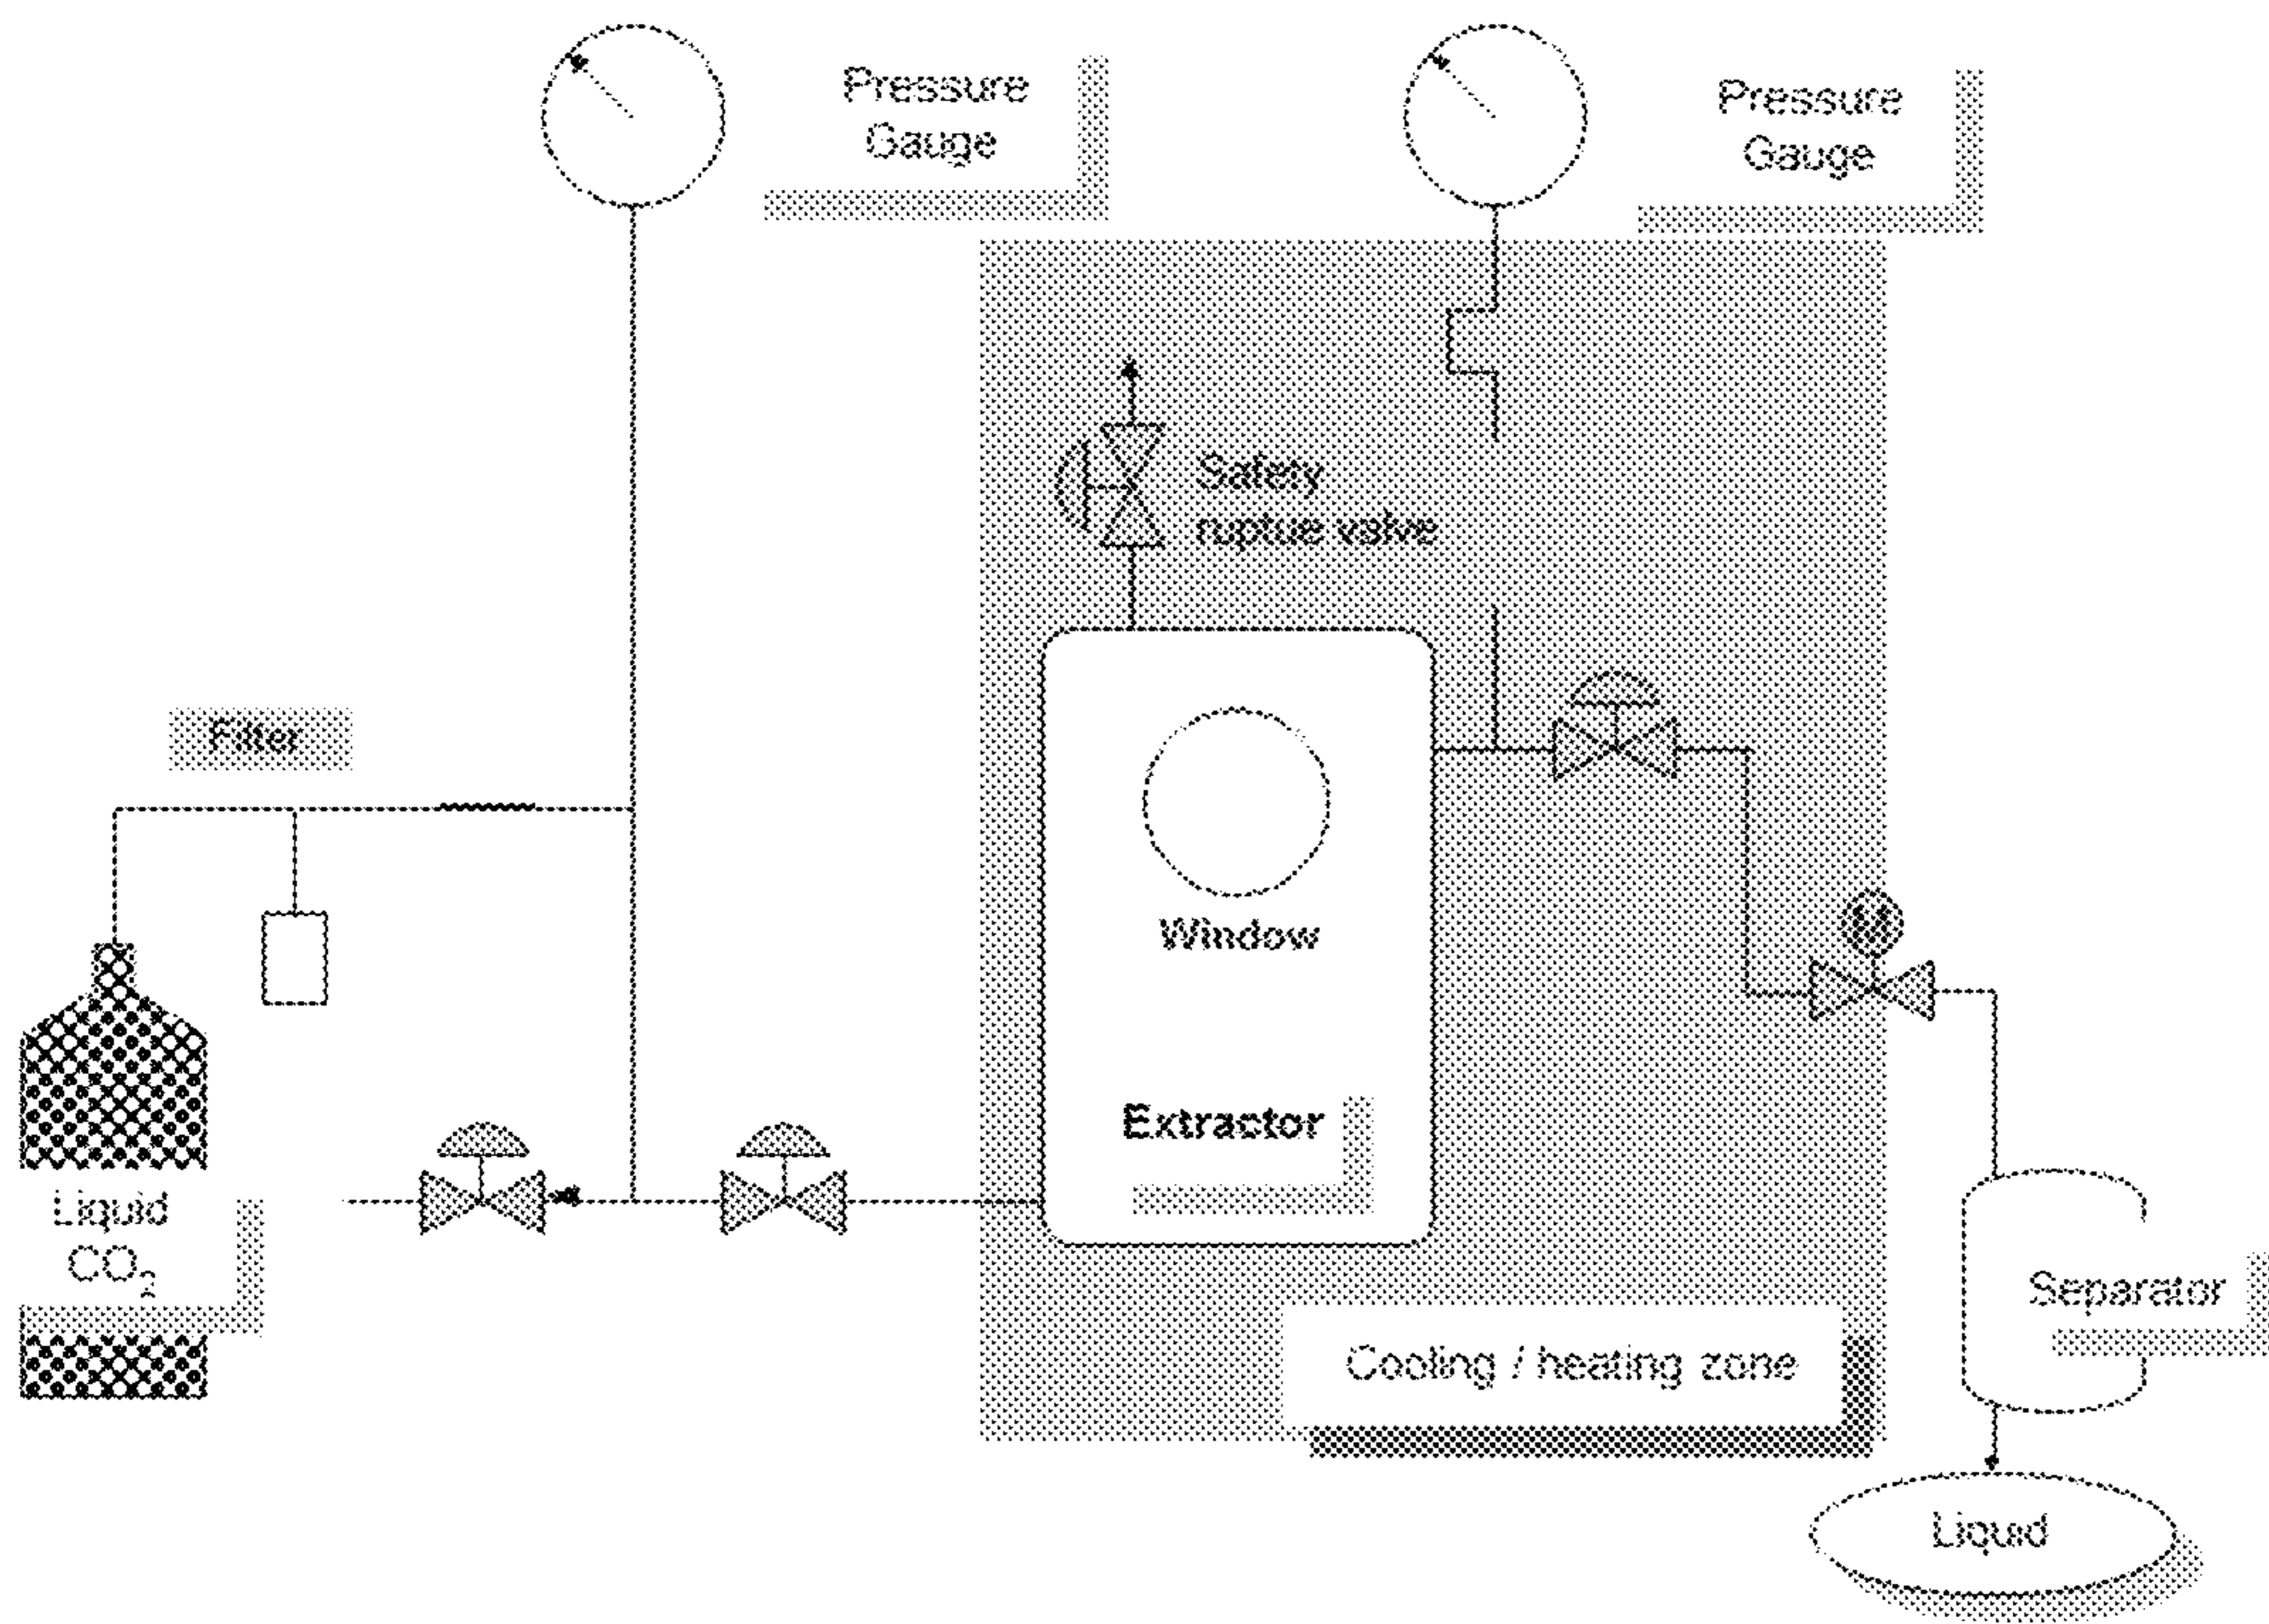 Pressure
Gauge
Pressure
Gauge
Safety
ruptue valve
Filter
Window
M
Extractor
Liquid
CO₂
Separator
Cooling / heating zone
Liquid